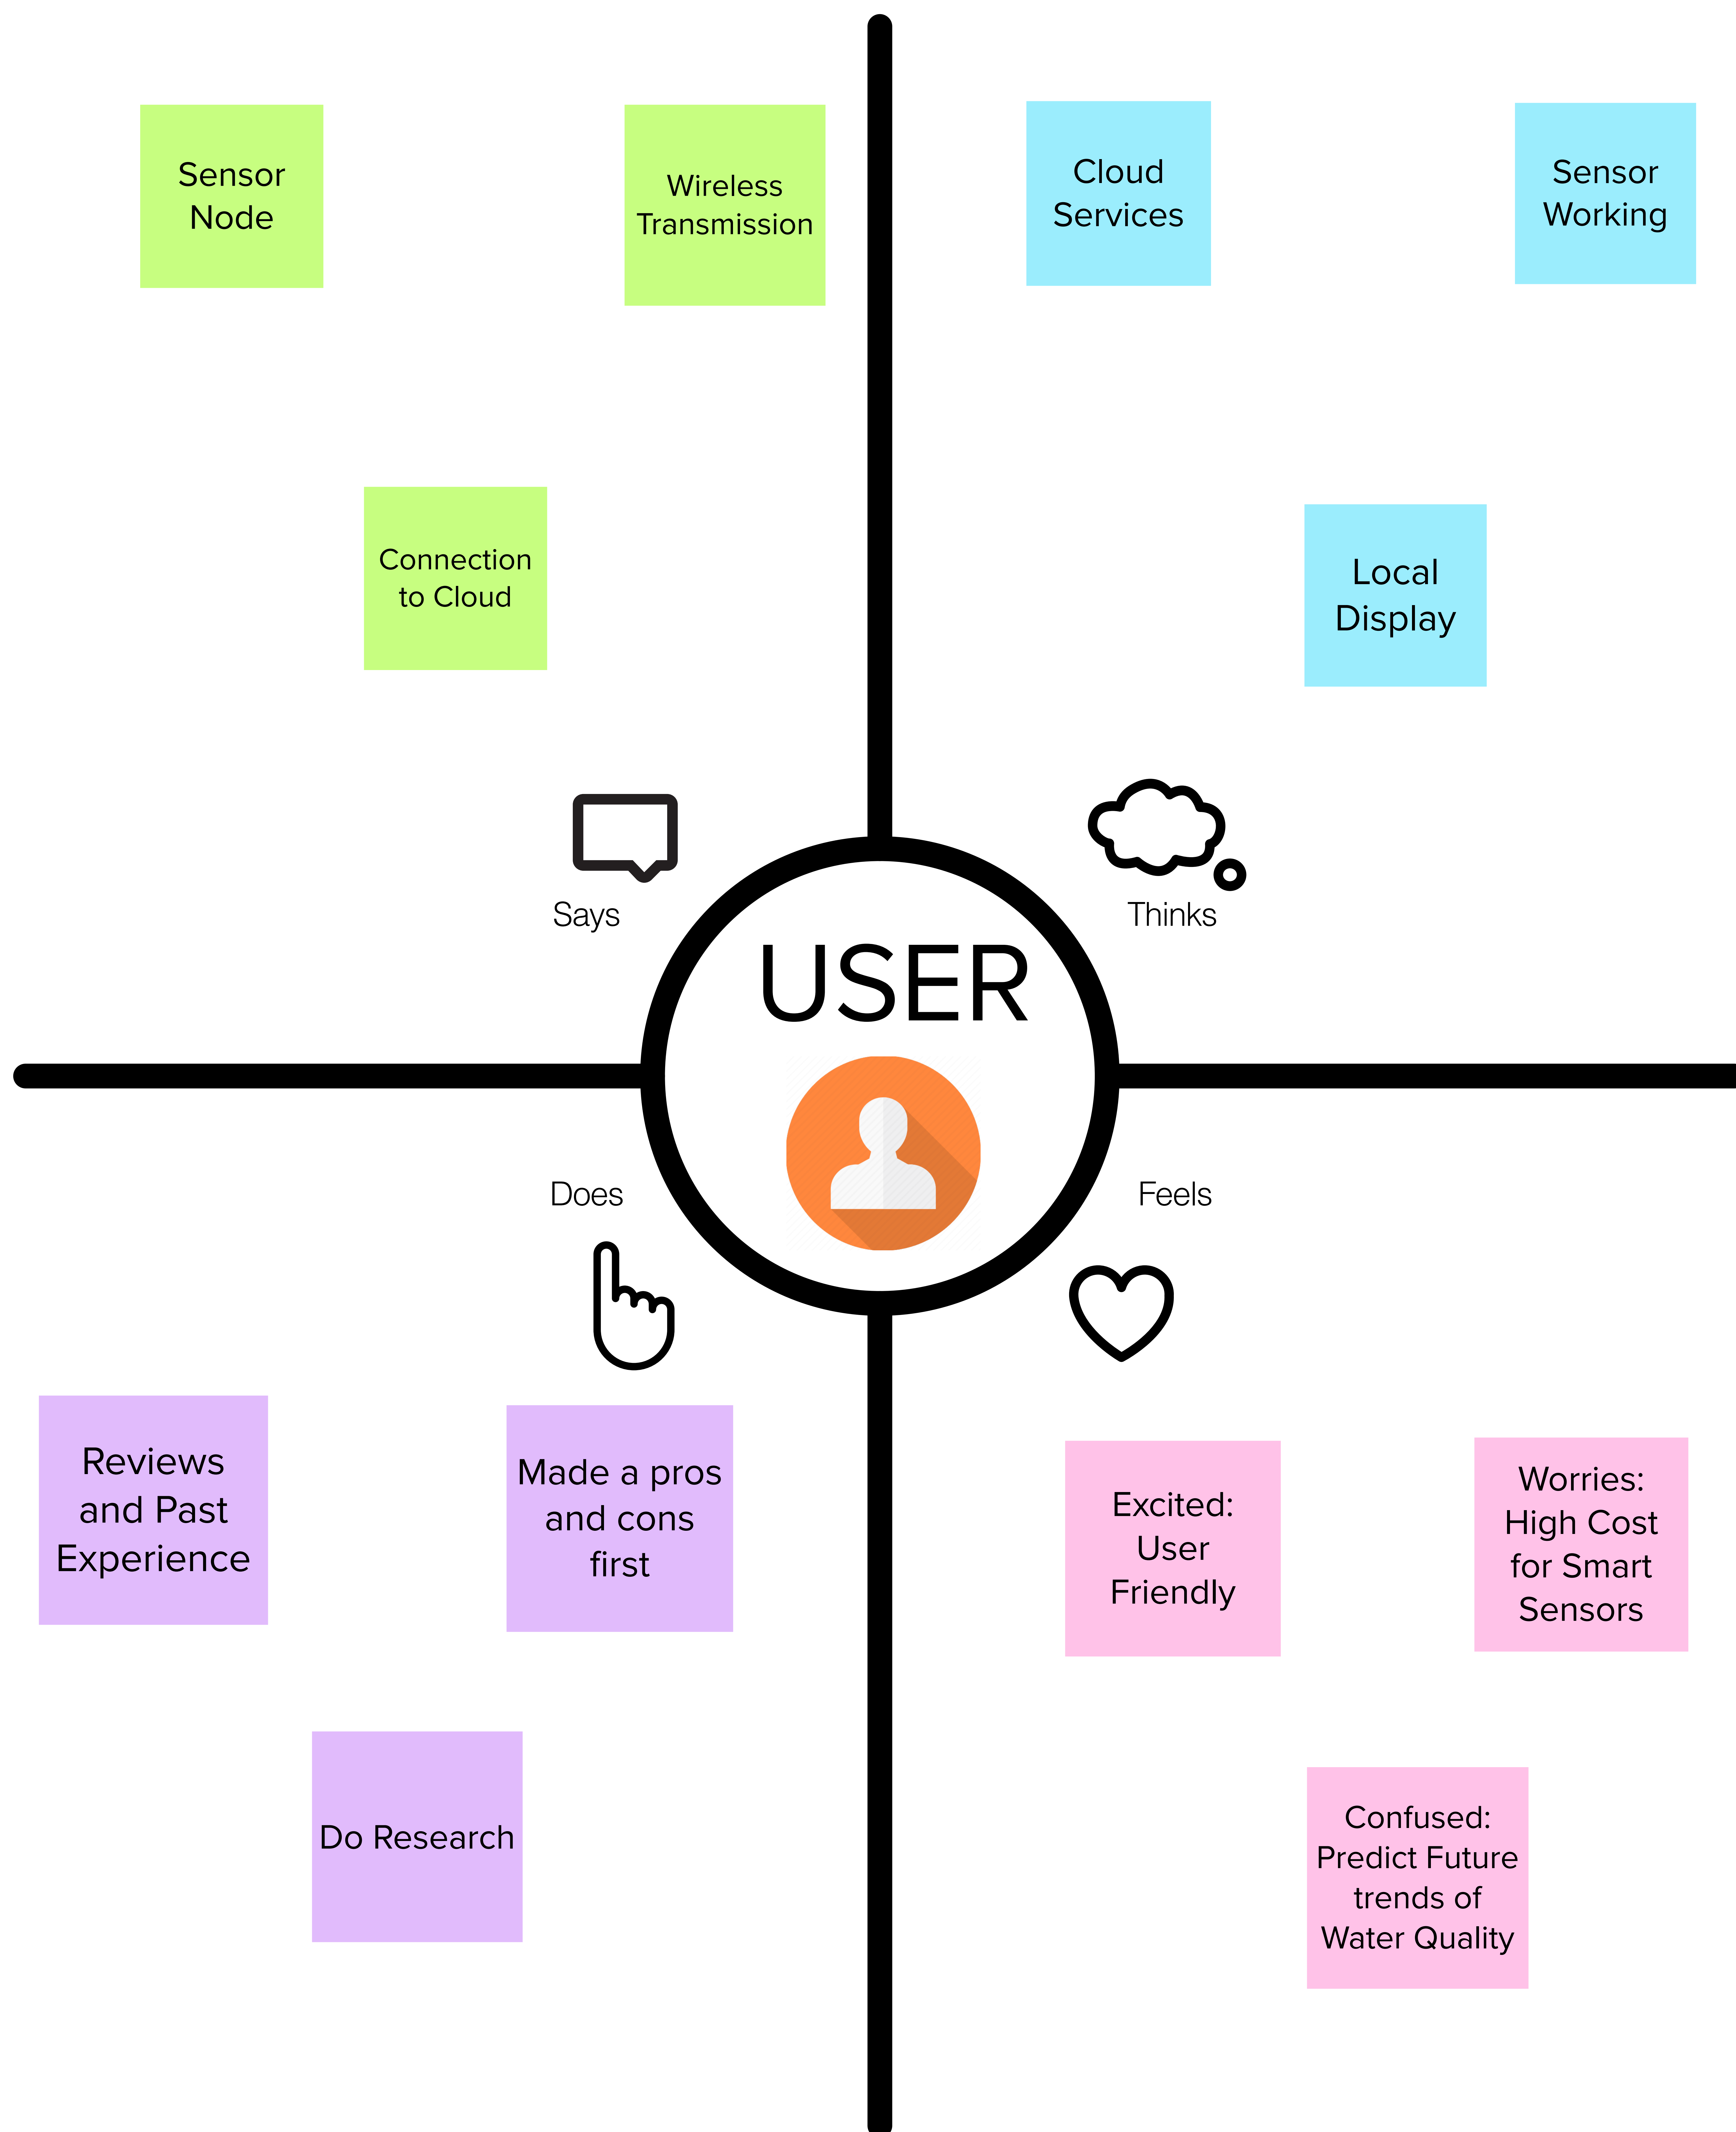 Sensor
Node
Wireless
Transmission
Connection
to Cloud
Says
Cloud
Services
Sensor
Working
Local
Display
Thinks
USER
Does
Reviews
and Past
Experience
Made a pros
and cons
first
Do Research
Feels
Excited:
User
Friendly
Worries:
High Cost
for Smart
Sensors
Confused:
Predict Future
trends of
Water Quality